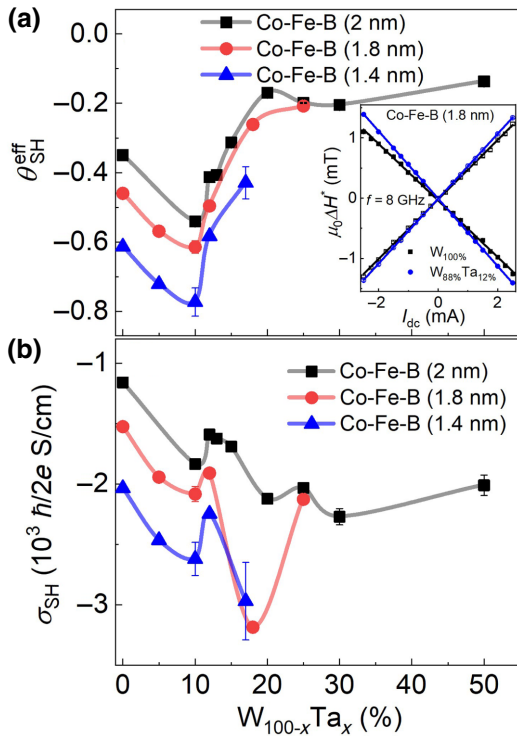 (a)
Co-Fe-B (2 nm)
Co-Fe-B (1.8 nm)
Co-Fe-B (1.4 nm)
0.0
−0.2
−0.4
−0.6
−0.8
θ_SH^eff
Co-Fe-B (1.8 nm)
f = 8 GHz
W100%
W88%Ta12%
1
0
−1
μ0ΔH* (mT)
−2 0 2
Idc (mA)
(b)
Co-Fe-B (2 nm)
Co-Fe-B (1.8 nm)
Co-Fe-B (1.4 nm)
−1
−2
−3
σSH (10³ ℏ/2e S/cm)
0 10 20 30 40 50
W100-xTax (%)